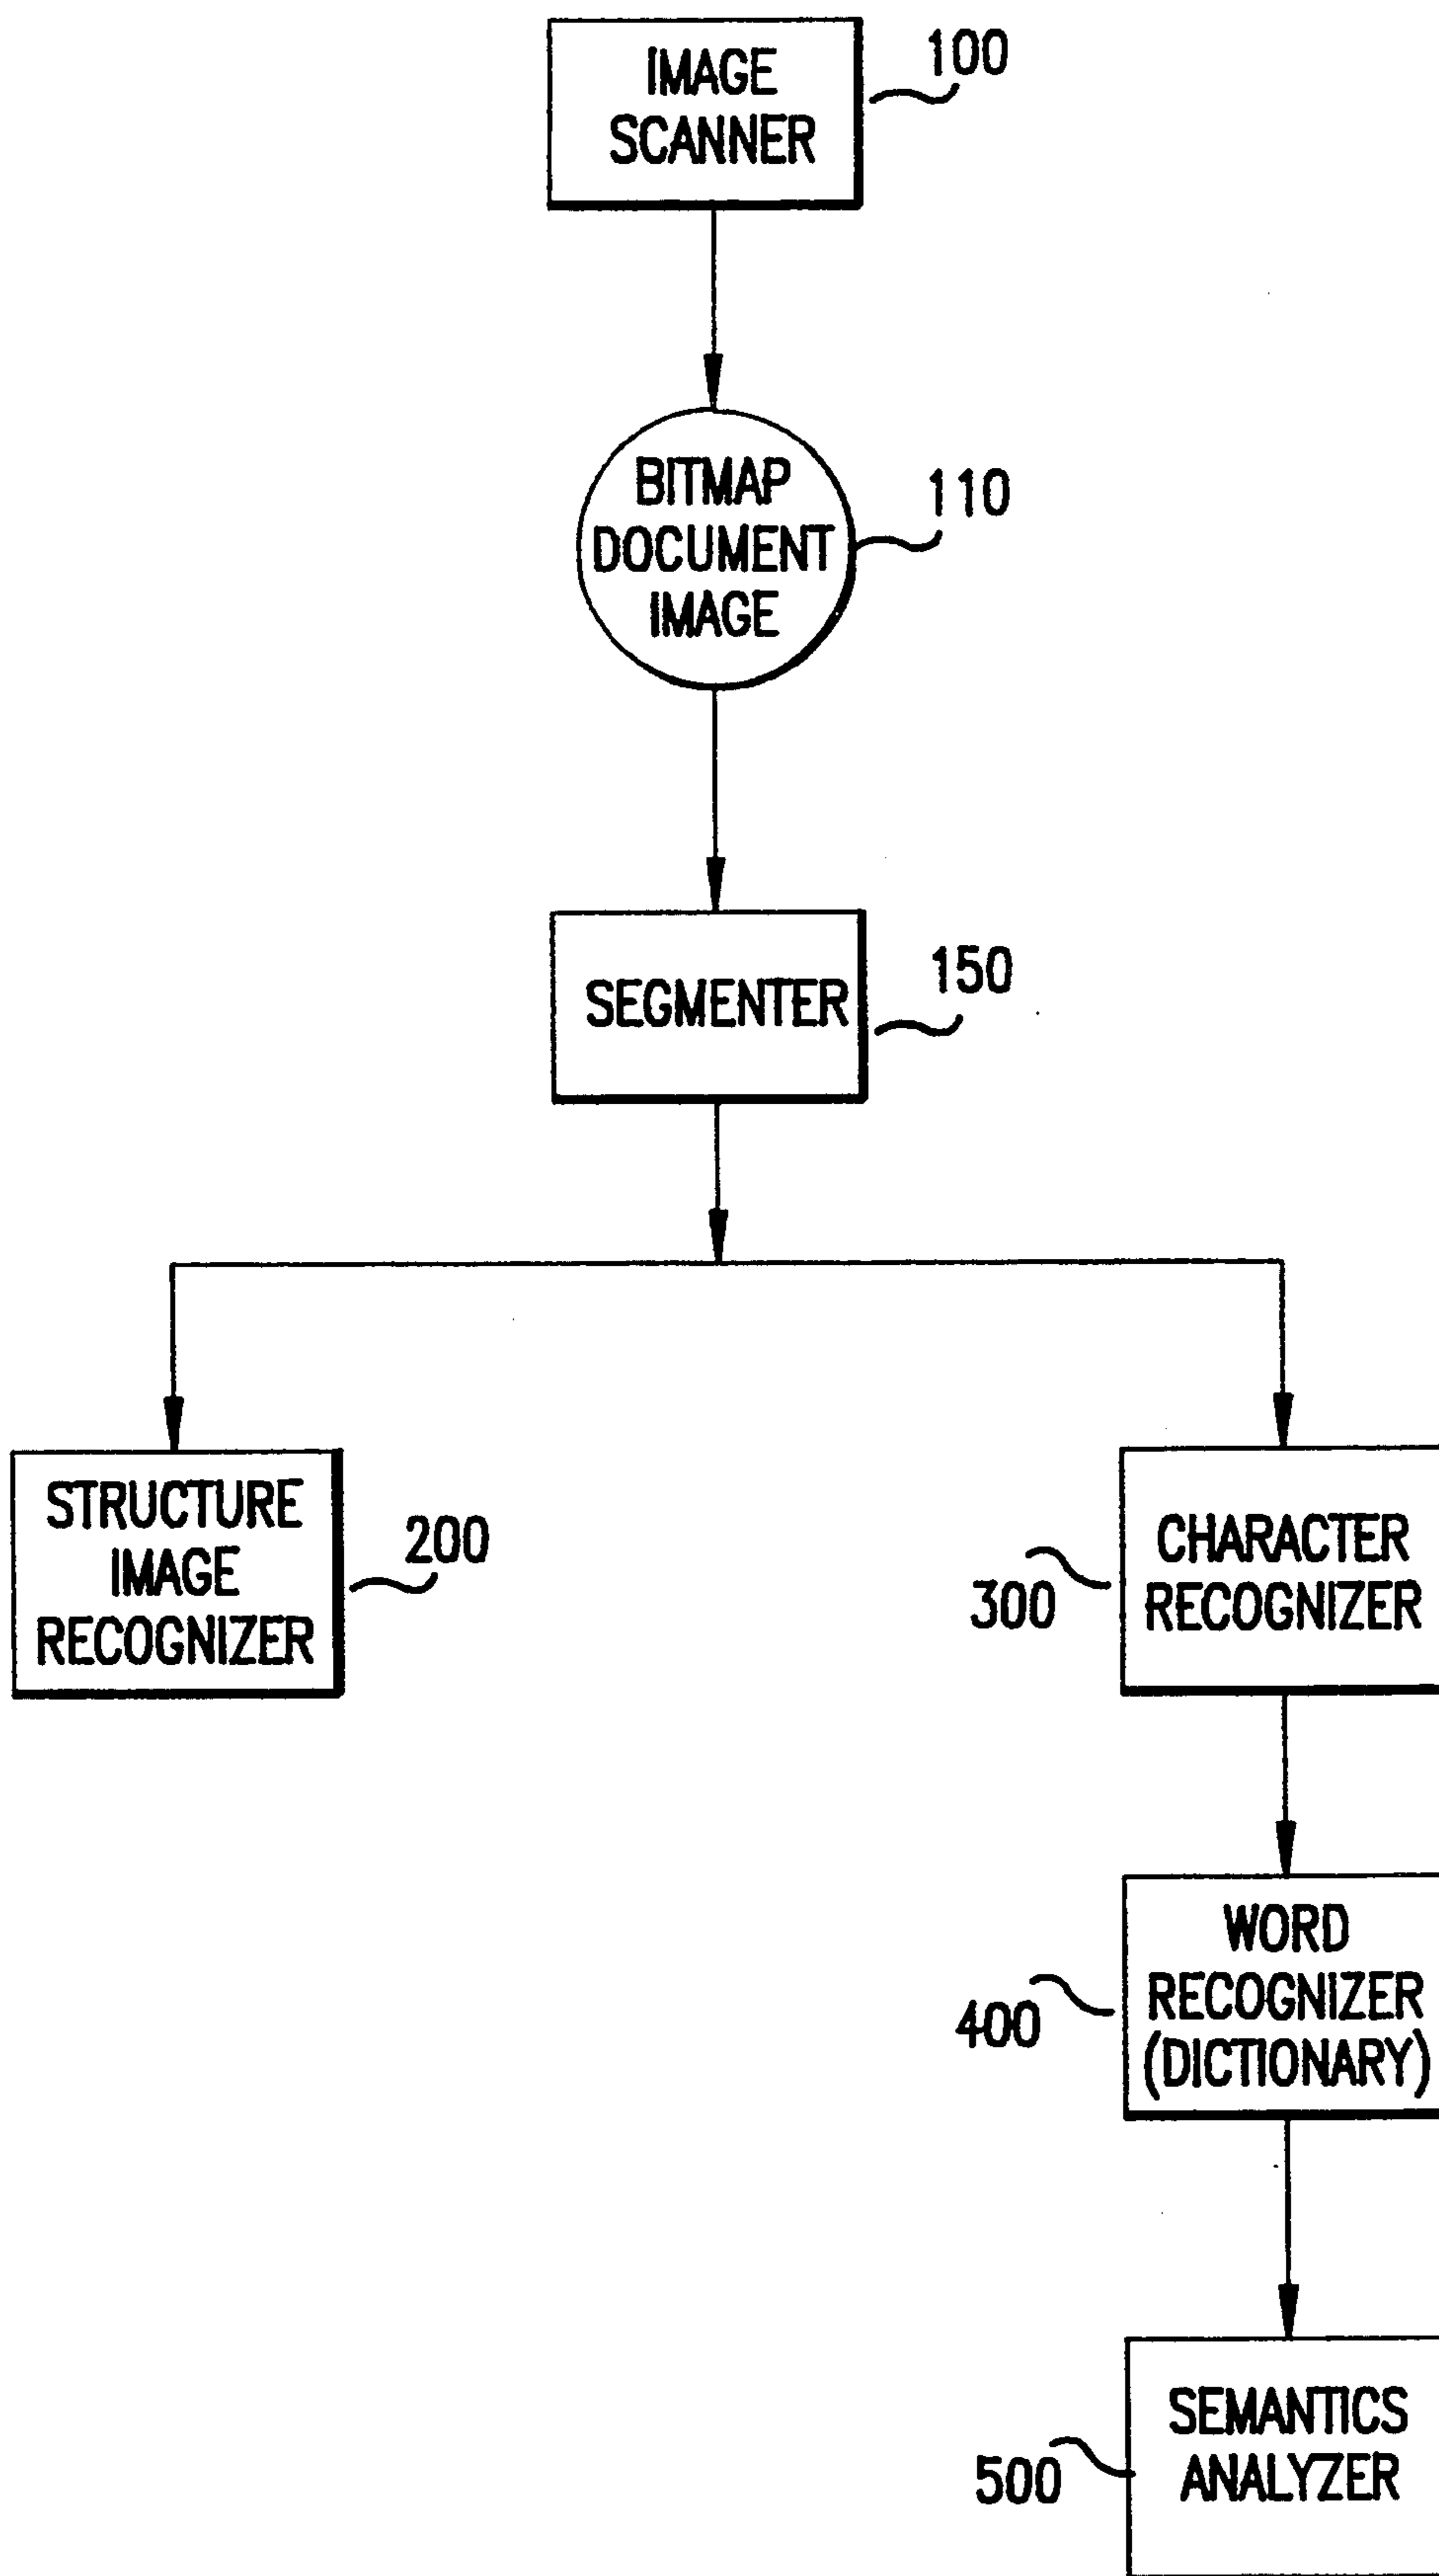 IMAGE
SCANNER
100
BITMAP
DOCUMENT
IMAGE
110
SEGMENTER
150
STRUCTURE
IMAGE
RECOGNIZER
200
CHARACTER
RECOGNIZER
300
WORD
RECOGNIZER
(DICTIONARY)
400
SEMANTICS
ANALYZER
500